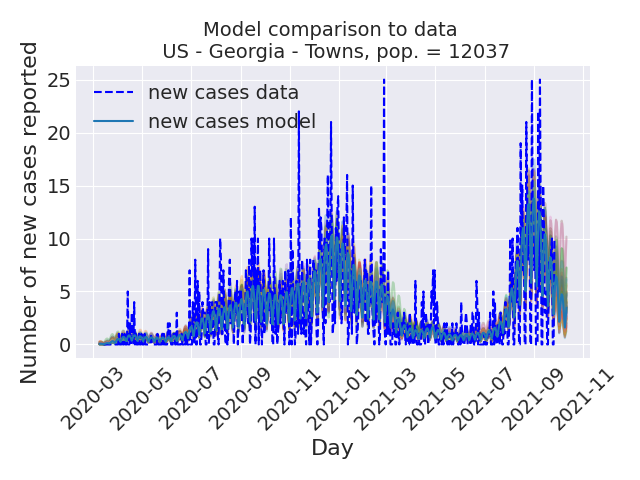 Model comparison to data
US - Georgia - Towns, pop. = 12037
Number of new cases reported
25
20
15
10
5
0
new cases data
new cases model
2020-03
2020-05
2020-07
2020-09
2020-11
2021-01
2021-03
2021-05
2021-07
2021-09
2021-11
Day